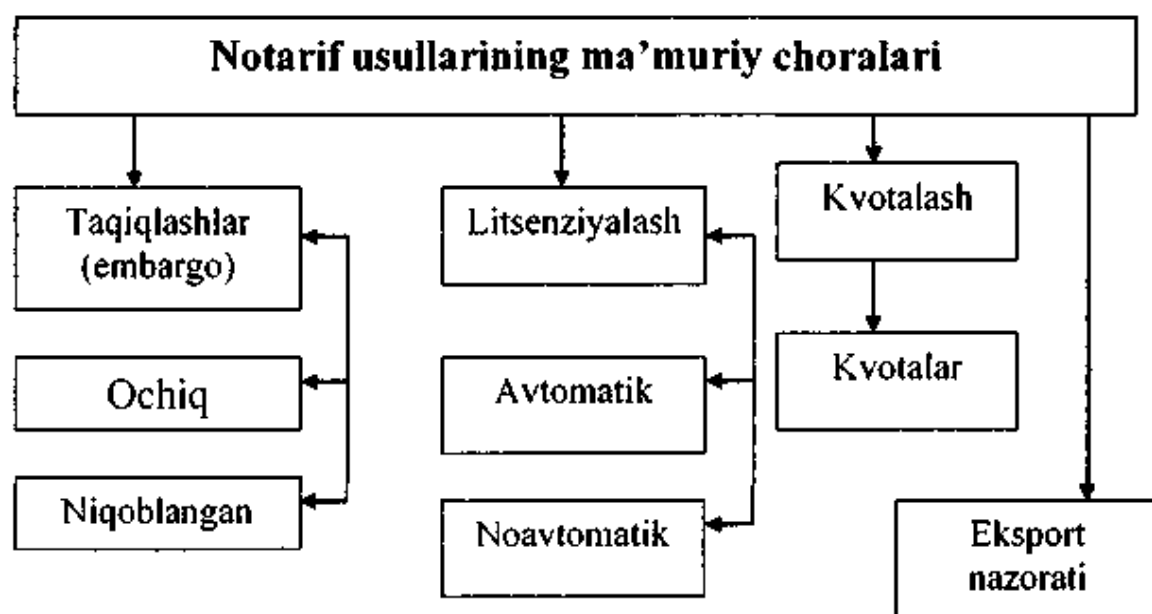 Notarif usullarining ma'muriy choralari
Taqiqlashlar
(embargo)
Ochiq
Niqoblangan
Litsenziyalash
Avtomatik
Noavtomatik
Kvotalash
Kvotalar
Eksport
nazorati